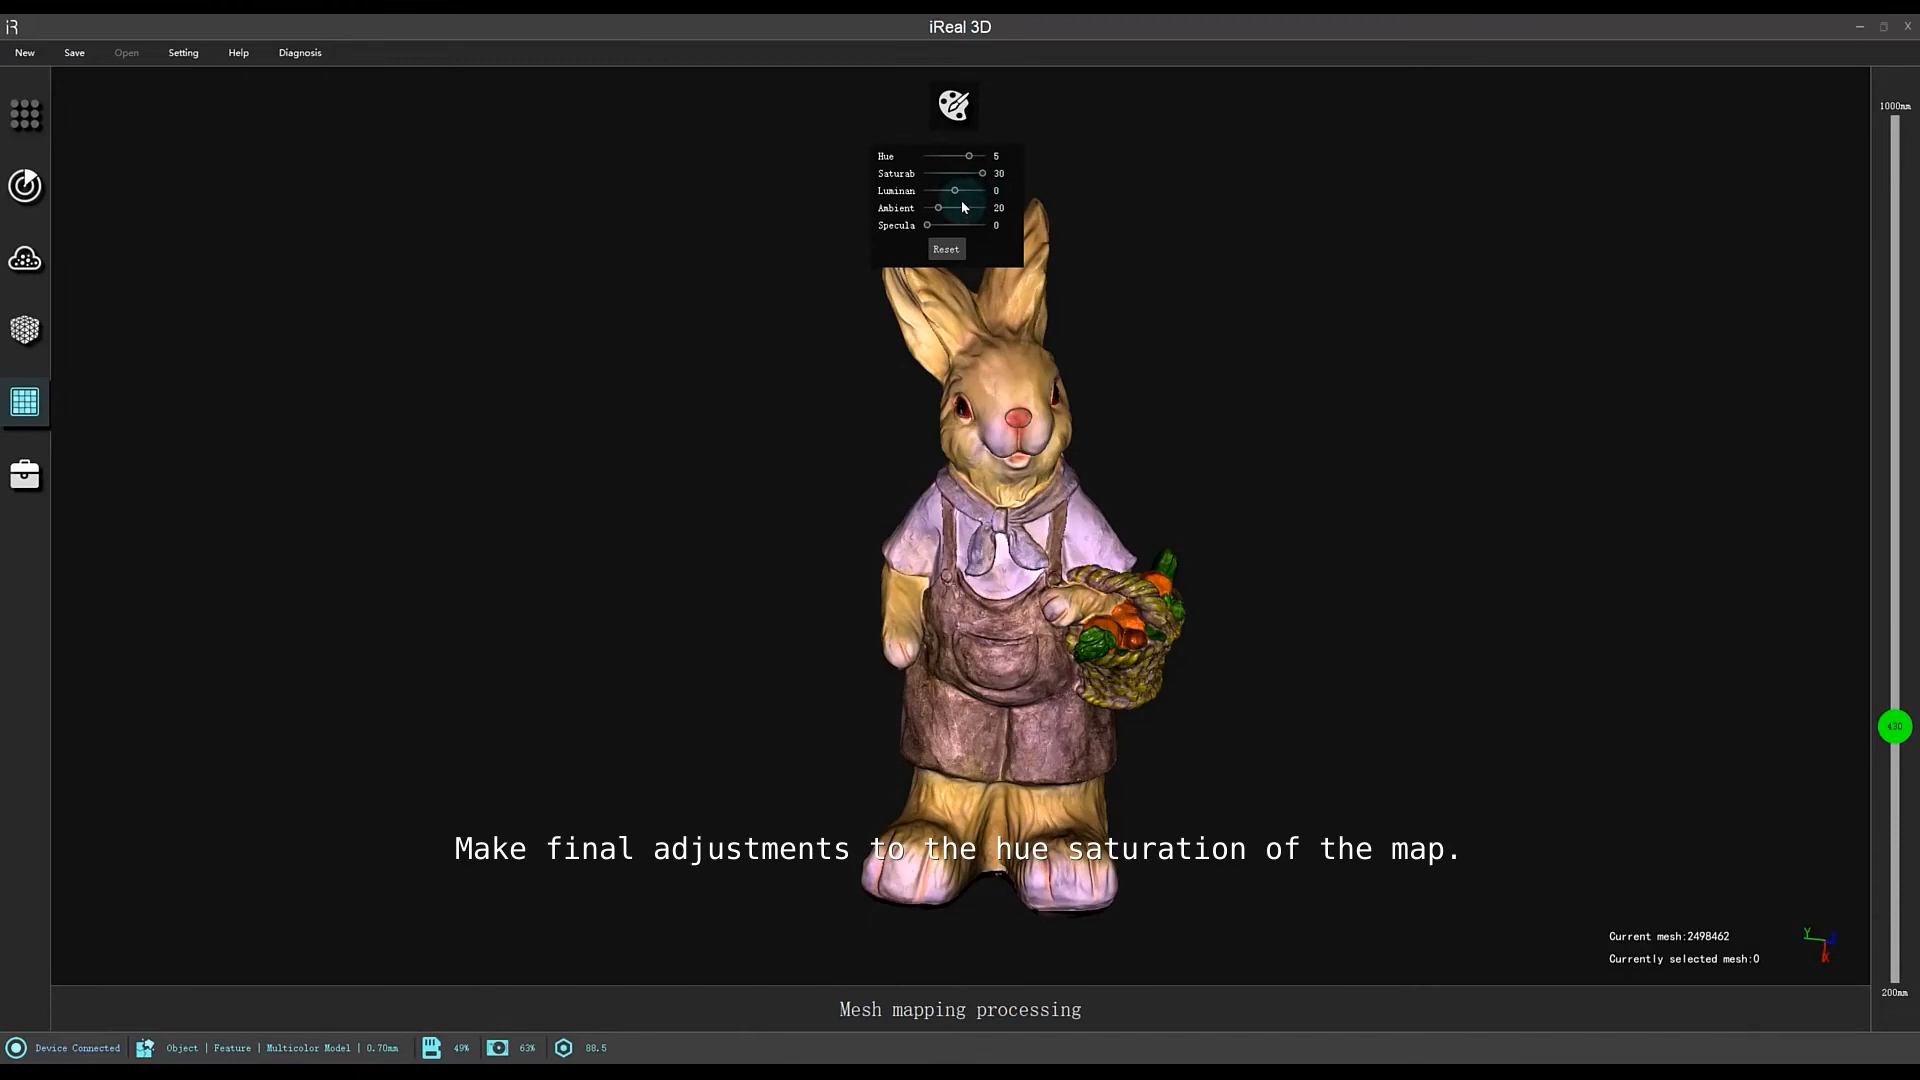 iR
iReal 3D
New Save Open Setting Help Diagnosis
1000mm
Hue 5
Saturab 30
Luminan 0
Ambient 20
Specula 0
Reset
430
Make final adjustments to the hue saturation of the map.
Current mesh:2498462
Currently selected mesh:0
Y
X
200mm
Mesh mapping processing
Device Connected Object | Feature | Multicolor Model | 0.70mm 49% 63% 88.5